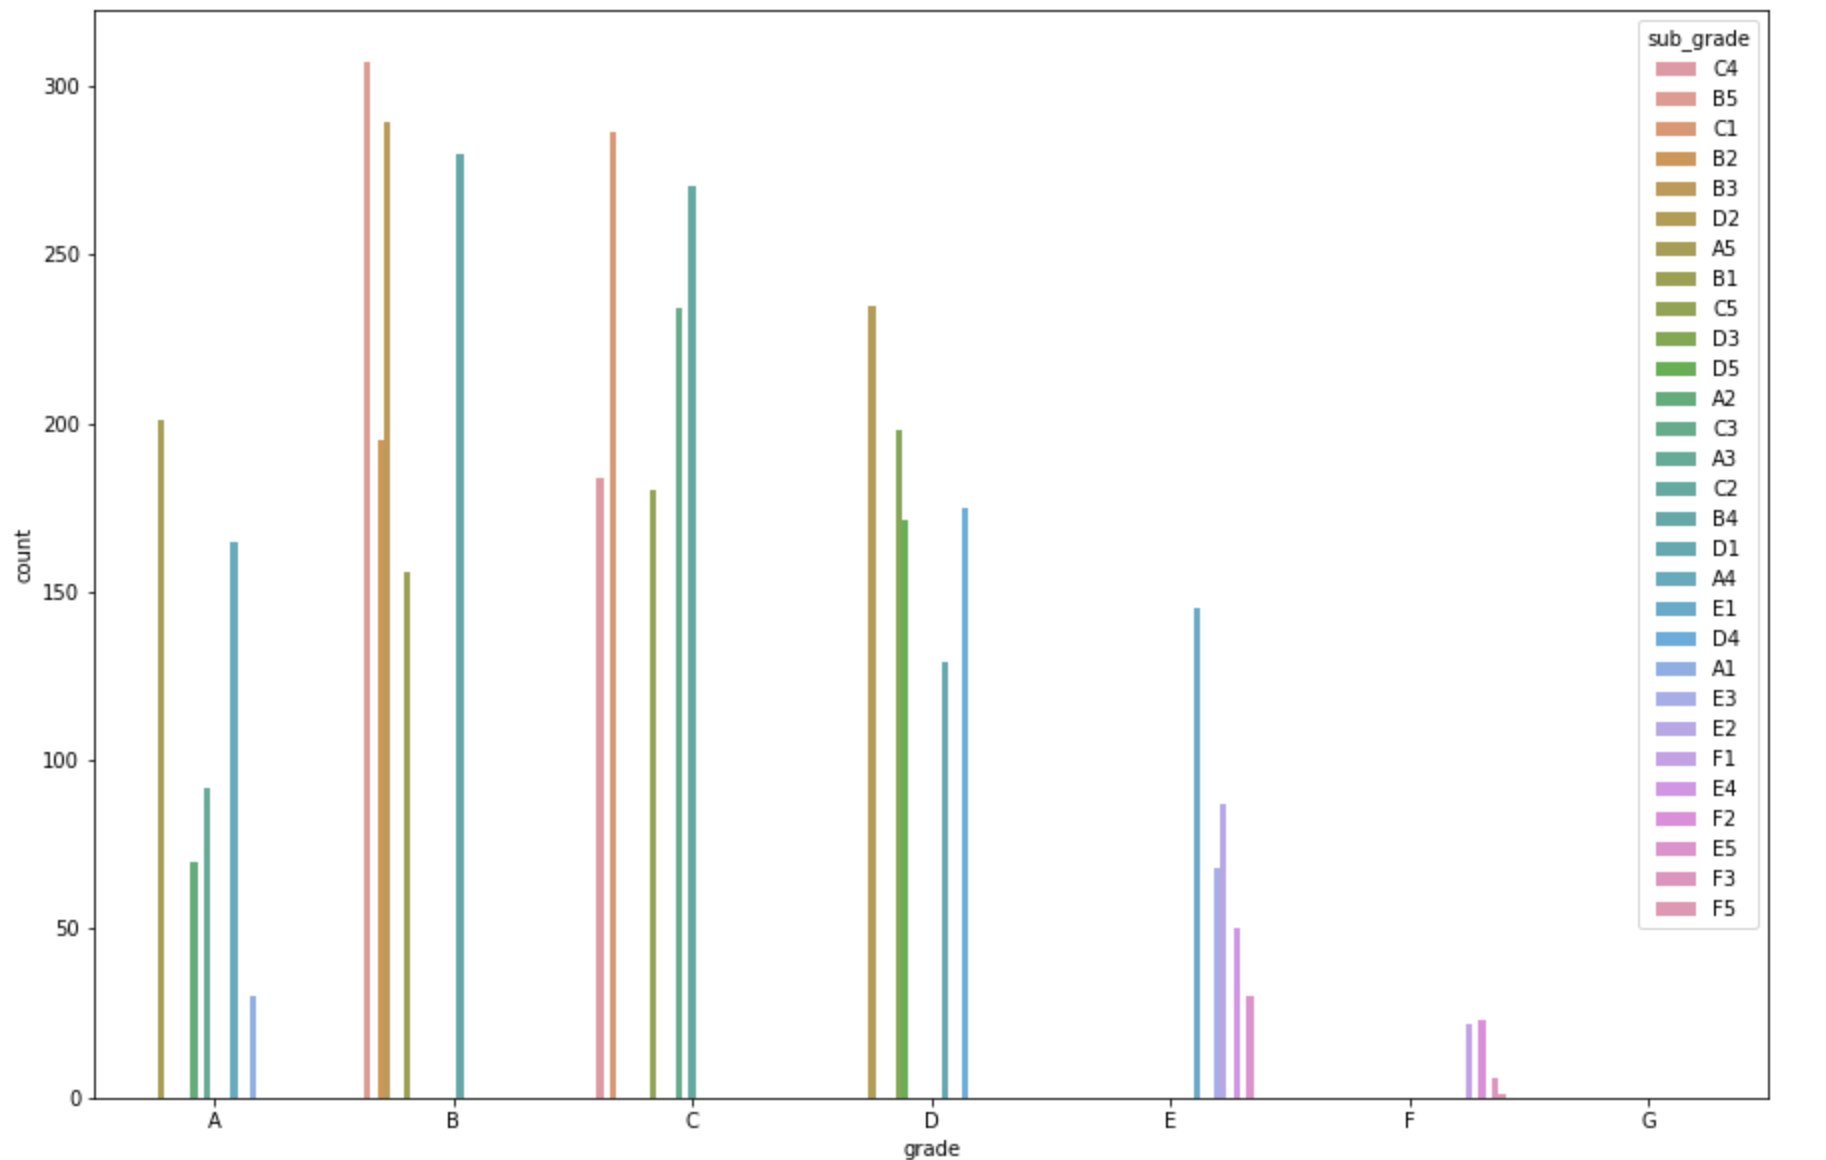 300
250
200
150
100
50
0
count
A B C D E F G
grade
sub_grade
C4
B5
C1
B2
B3
D2
A5
B1
C5
D3
D5
A2
C3
A3
C2
B4
D1
A4
E1
D4
A1
E3
E2
F1
E4
F2
E5
F3
F5